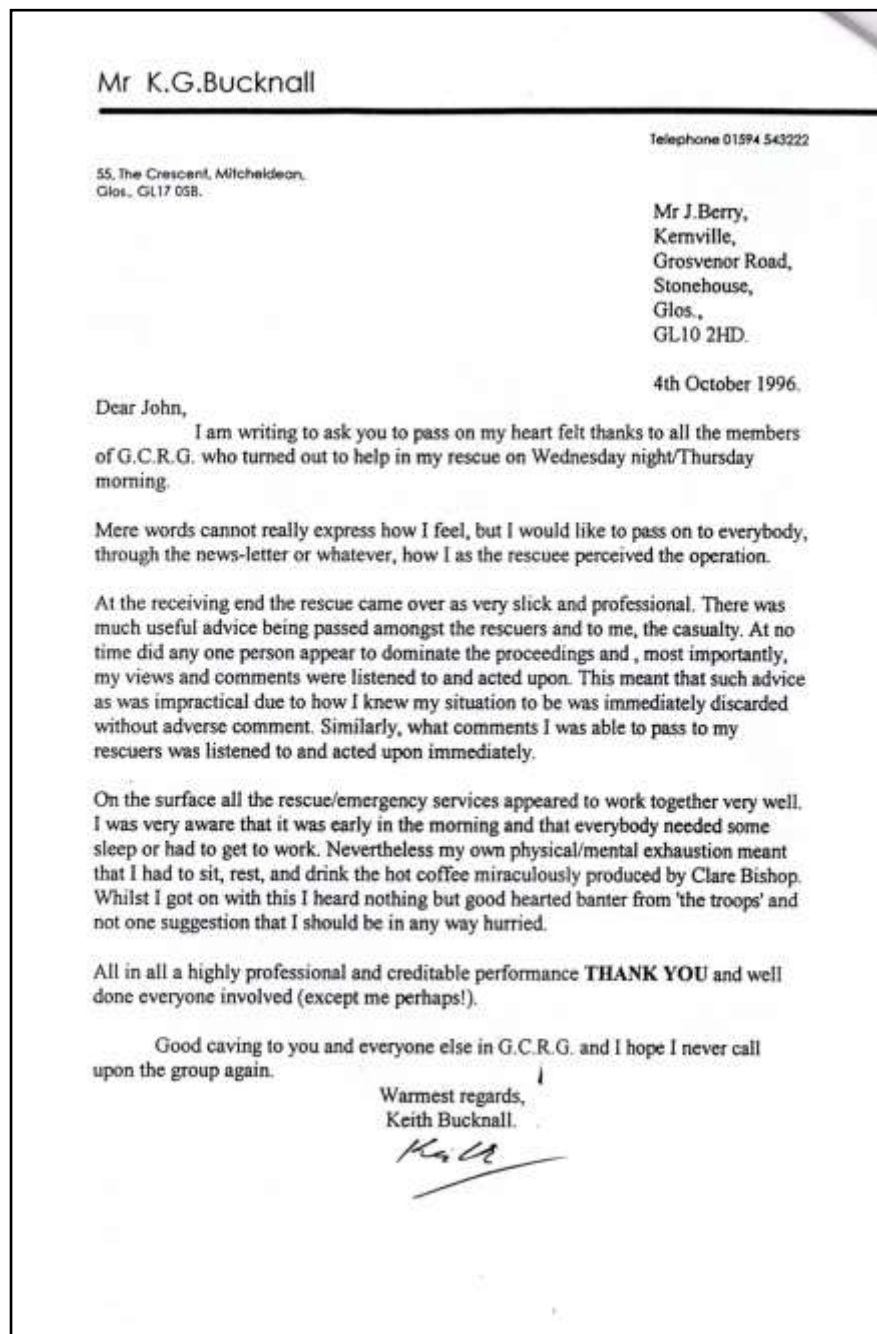 Mr K.G.Bucknall
Telephone 01594 543222
55, The Crescent, Mitcheldean,
Glos., GL17 0SB.
Mr J.Berry,
Kernville,
Grosvenor Road,
Stonehouse,
Glos.,
GL10 2HD.
4th October 1996.
Dear John,
I am writing to ask you to pass on my heart felt thanks to all the members
of G.C.R.G. who turned out to help in my rescue on Wednesday night/Thursday
morning.
Mere words cannot really express how I feel, but I would like to pass on to everybody,
through the news-letter or whatever, how I as the rescuee perceived the operation.
At the receiving end the rescue came over as very slick and professional. There was
much useful advice being passed amongst the rescuers and to me, the casualty. At no
time did any one person appear to dominate the proceedings and , most importantly,
my views and comments were listened to and acted upon. This meant that such advice
as was impractical due to how I knew my situation to be was immediately discarded
without adverse comment. Similarly, what comments I was able to pass to my
rescuers was listened to and acted upon immediately.
On the surface all the rescue/emergency services appeared to work together very well.
I was very aware that it was early in the morning and that everybody needed some
sleep or had to get to work. Nevertheless my own physical/mental exhaustion meant
that I had to sit, rest, and drink the hot coffee miraculously produced by Clare Bishop.
Whilst I got on with this I heard nothing but good hearted banter from 'the troops' and
not one suggestion that I should be in any way hurried.
All in all a highly professional and creditable performance THANK YOU and well
done everyone involved (except me perhaps!).
Good caving to you and everyone else in G.C.R.G. and I hope I never call
upon the group again.
Warmest regards,
Keith Bucknall.
Keith